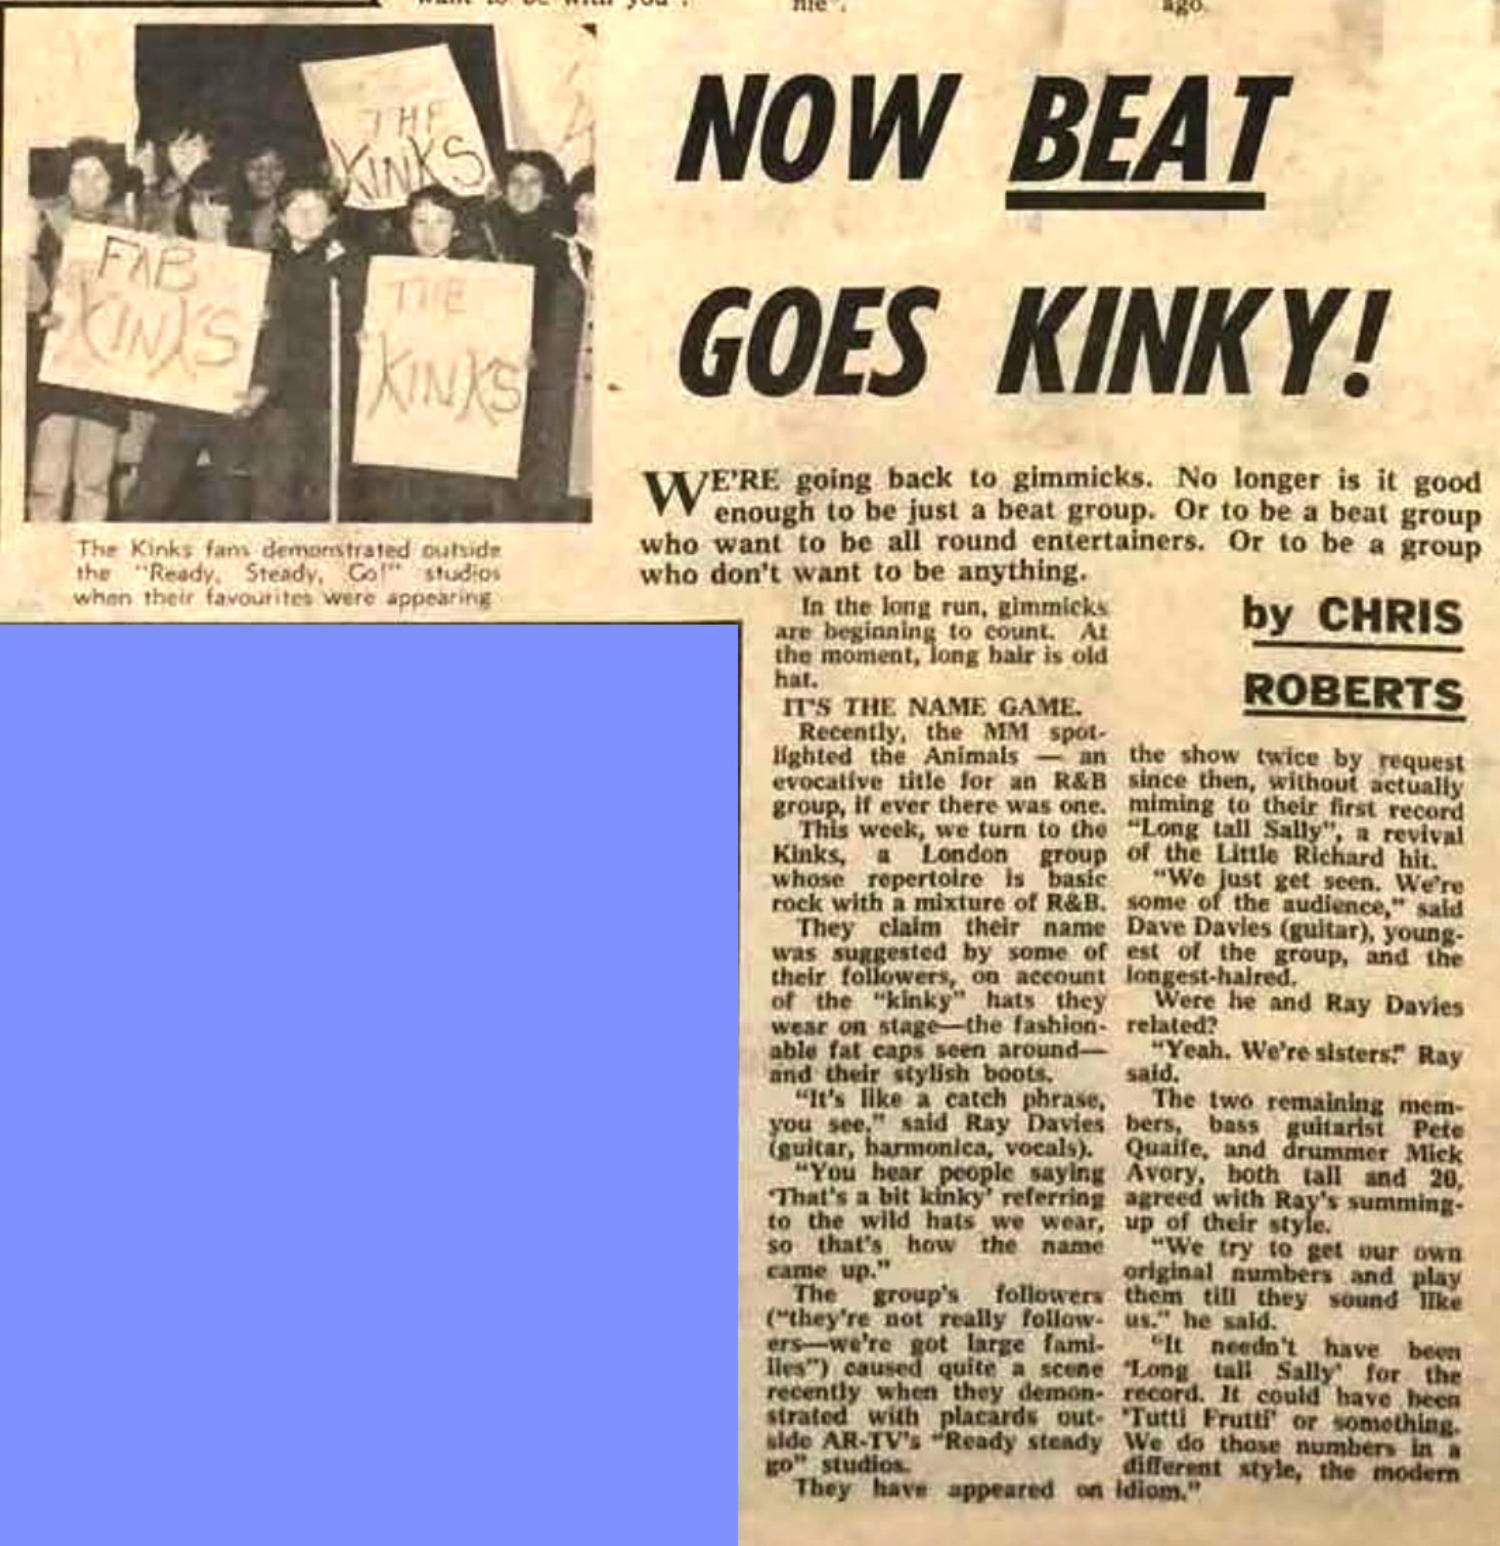 ago.
THE
KINKS
FAB
KINKS
THE
KINKS
The Kinks fans demonstrated outside
the "Ready, Steady, Go!" studios
when their favourites were appearing
NOW BEAT
GOES KINKY!
WE'RE going back to gimmicks. No longer is it good
enough to be just a beat group. Or to be a beat group
who want to be all round entertainers. Or to be a group
who don't want to be anything.
by CHRIS
ROBERTS
In the long run, gimmicks
are beginning to count. At
the moment, long hair is old
hat.
IT'S THE NAME GAME.
Recently, the MM spot-
lighted the Animals — an
evocative title for an R&B
group, if ever there was one.
This week, we turn to the
Kinks, a London group
whose repertoire is basic
rock with a mixture of R&B.
They claim their name
was suggested by some of
their followers, on account
of the "kinky" hats they
wear on stage—the fashion-
able fat caps seen around—
and their stylish boots.
"It's like a catch phrase,
you see," said Ray Davies
(guitar, harmonica, vocals).
"You hear people saying
'That's a bit kinky' referring
to the wild hats we wear,
so that's how the name
came up."
The group's followers
("they're not really follow-
ers—we're got large fami-
lies") caused quite a scene
recently when they demon-
strated with placards out-
side AR-TV's "Ready steady
go" studios.
They have appeared on
the show twice by request
since then, without actually
miming to their first record
"Long tall Sally", a revival
of the Little Richard hit.
"We just get seen. We're
some of the audience," said
Dave Davies (guitar), young-
est of the group, and the
longest-haired.
Were he and Ray Davies
related?
"Yeah. We're sisters." Ray
said.
The two remaining mem-
bers, bass guitarist Pete
Quaife, and drummer Mick
Avory, both tall and 20,
agreed with Ray's summing-
up of their style.
"We try to get our own
original numbers and play
them till they sound like
us." he said.
"It needn't have been
'Long tall Sally' for the
record. It could have been
'Tutti Frutti' or something.
We do those numbers in a
different style, the modern
idiom."